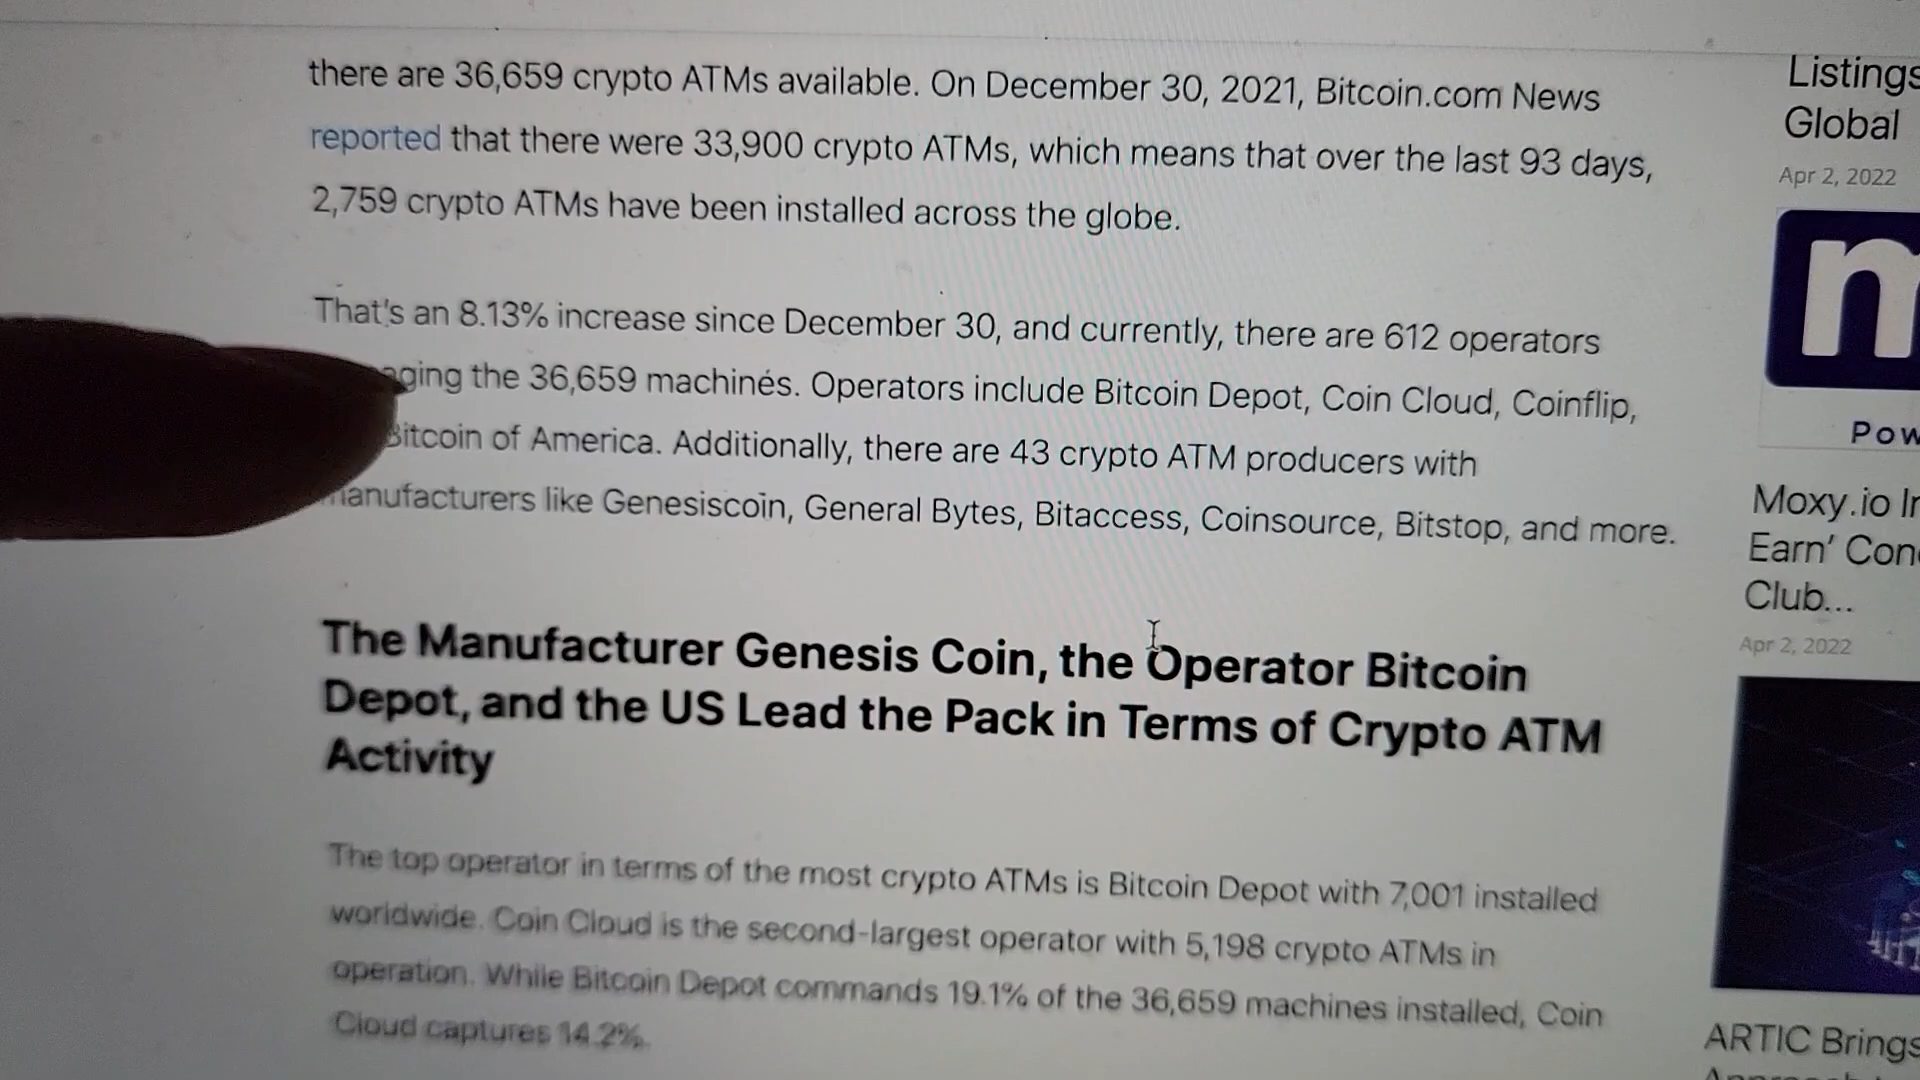 there are 36,659 crypto ATMs available. On December 30, 2021, Bitcoin.com News
reported that there were 33,900 crypto ATMs, which means that over the last 93 days,
2,759 crypto ATMs have been installed across the globe.
That's an 8.13% increase since December 30, and currently, there are 612 operators
aging the 36,659 machines. Operators include Bitcoin Depot, Coin Cloud, Coinflip,
Bitcoin of America. Additionally, there are 43 crypto ATM producers with
manufacturers like Genesiscoin, General Bytes, Bitaccess, Coinsource, Bitstop, and more.
The Manufacturer Genesis Coin, the Operator Bitcoin
Depot, and the US Lead the Pack in Terms of Crypto ATM
Activity
The top operator in terms of the most crypto ATMs is Bitcoin Depot with 7,001 installed
worldwide. Coin Cloud is the second-largest operator with 5,198 crypto ATMs in
operation. While Bitcoin Depot commands 19.1% of the 36,659 machines installed, Coin
Cloud captures 14.2%.
Listings
Global
Apr 2, 2022
m
Pow
Moxy.io In
Earn' Con
Club...
Apr 2, 2022
ARTIC Brings